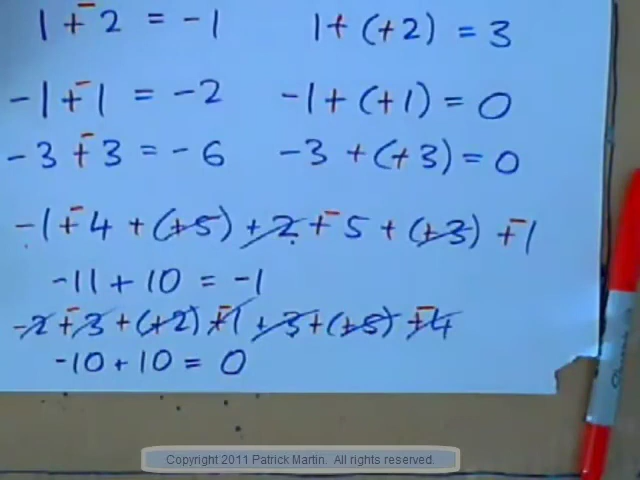 1 + ⁻2 = -1    1 + (+2) = 3
-1 + ⁻1 = -2    -1 + (+1) = 0
-3 + ⁻3 = -6    -3 + (+3) = 0
-1 + ⁻4 + (+5) + 2 + ⁻5 + (+3) + ⁻1
-11 + 10 = -1
-2 + ⁻3 + (+2) + ⁻1 + 3 + (+5) + ⁻4
-10 + 10 = 0
Copyright 2011 Patrick Martin. All rights reserved.